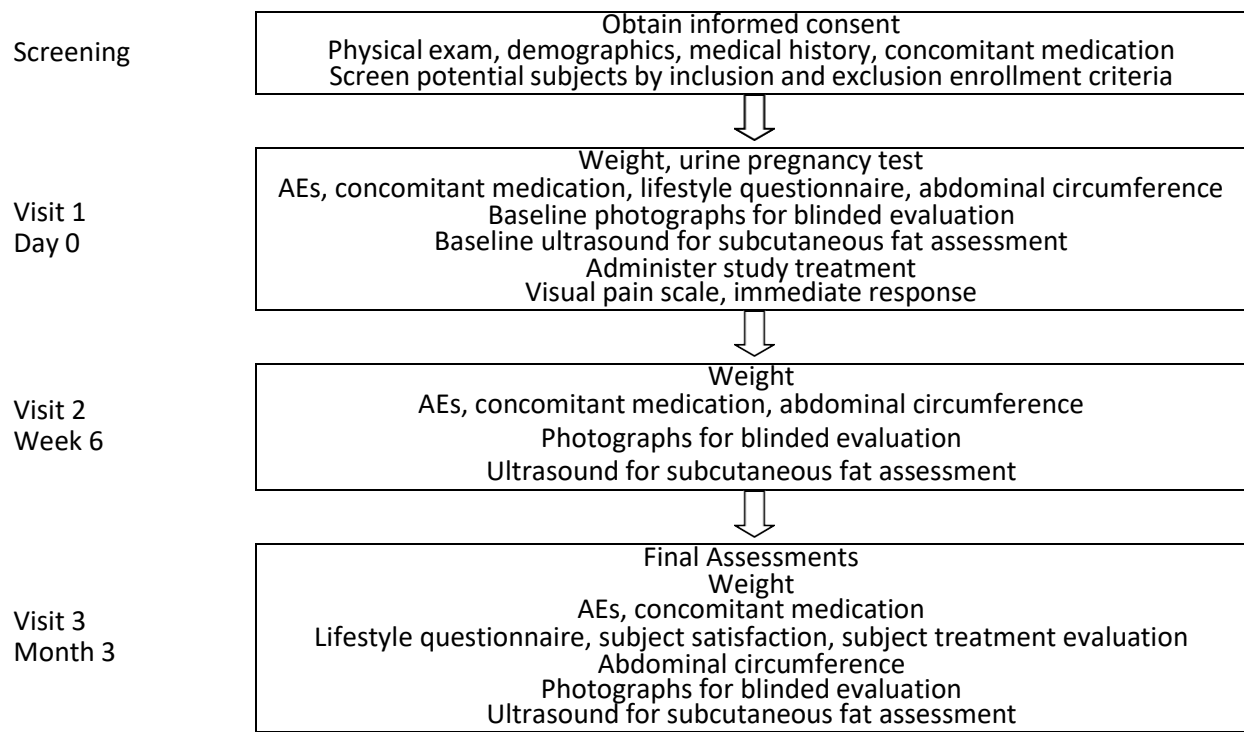 Screening
Obtain informed consent
Physical exam, demographics, medical history, concomitant medication
Screen potential subjects by inclusion and exclusion enrollment criteria
Visit 1
Day 0
Weight, urine pregnancy test
AEs, concomitant medication, lifestyle questionnaire, abdominal circumference
Baseline photographs for blinded evaluation
Baseline ultrasound for subcutaneous fat assessment
Administer study treatment
Visual pain scale, immediate response
Visit 2
Week 6
Weight
AEs, concomitant medication, abdominal circumference
Photographs for blinded evaluation
Ultrasound for subcutaneous fat assessment
Visit 3
Month 3
Final Assessments
Weight
AEs, concomitant medication
Lifestyle questionnaire, subject satisfaction, subject treatment evaluation
Abdominal circumference
Photographs for blinded evaluation
Ultrasound for subcutaneous fat assessment